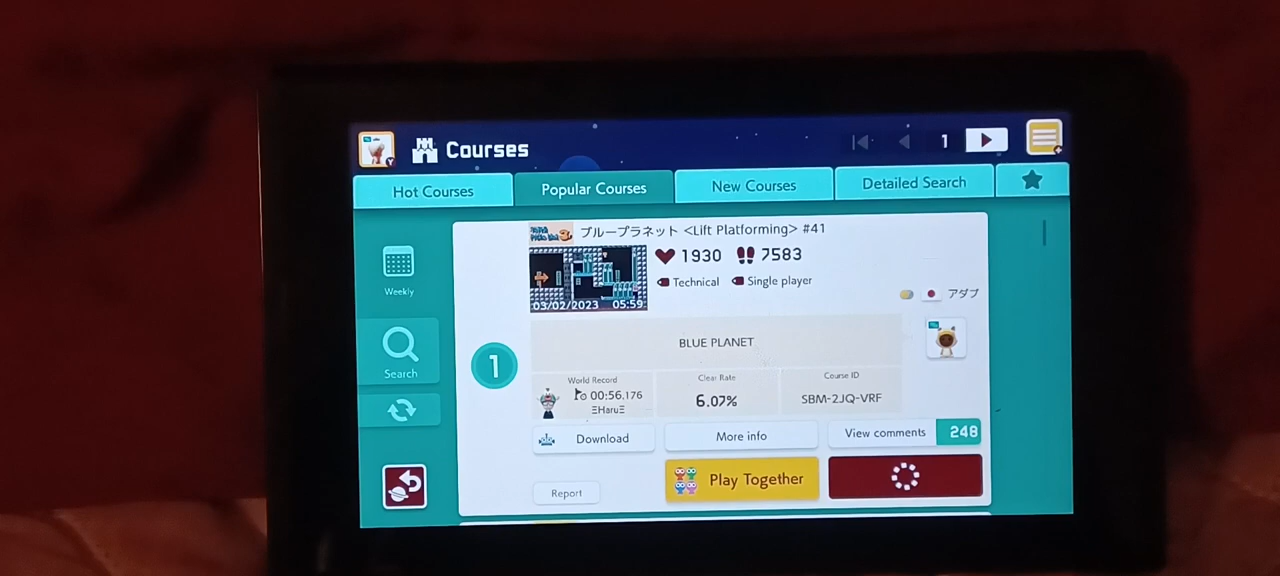 Courses
1
Hot Courses
Popular Courses
New Courses
Detailed Search
ブループラネット <Lift Platforming> #41
1930
7583
Technical
Single player
03/02/2023 05:59
アダブ
Weekly
Search
1
BLUE PLANET
World Record
00:56.176
ΞHaruΞ
Clear Rate
6.07%
Course ID
SBM-2JQ-VRF
Download
More info
View comments 248
Report
Play Together